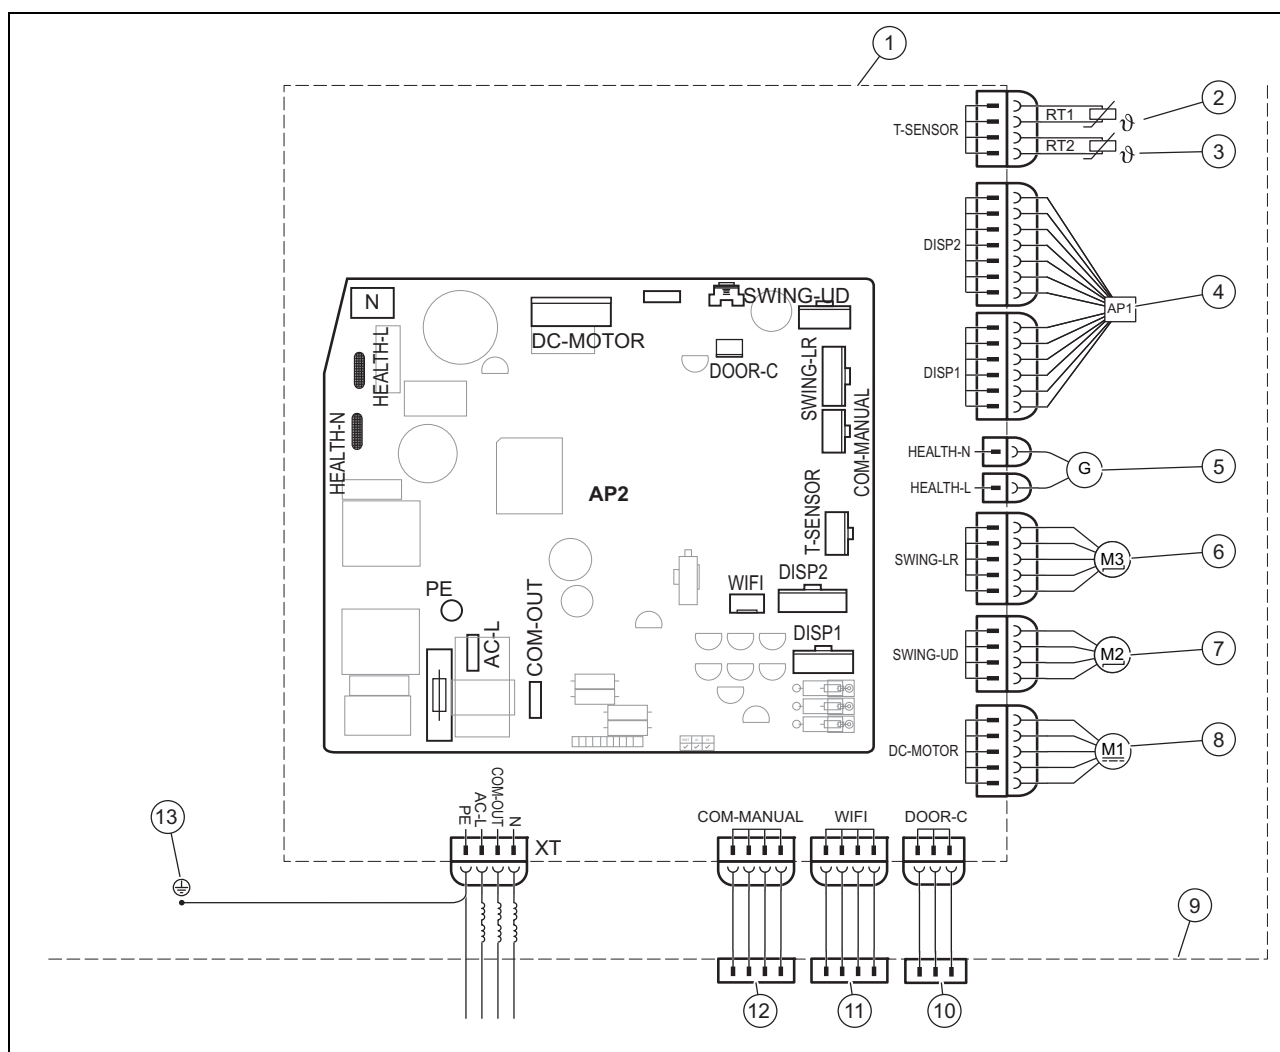 1
2
RT1
ϑ
T-SENSOR
RT2
ϑ
3
DISP2
4
AP1
N
SWING-UD
DC-MOTOR
DOOR-C
HEALTH-L
SWING-LR
DISP1
COM-MANUAL
HEALTH-N
HEALTH-N
G
5
HEALTH-L
AP2
T-SENSOR
SWING-LR
M3
6
PE
WIFI
DISP2
AC-L
COM-OUT
DISP1
SWING-UD
M2
7
DC-MOTOR
M1
8
13
PE
AC-L
COM-OUT
N
XT
COM-MANUAL
WIFI
DOOR-C
9
12
11
10